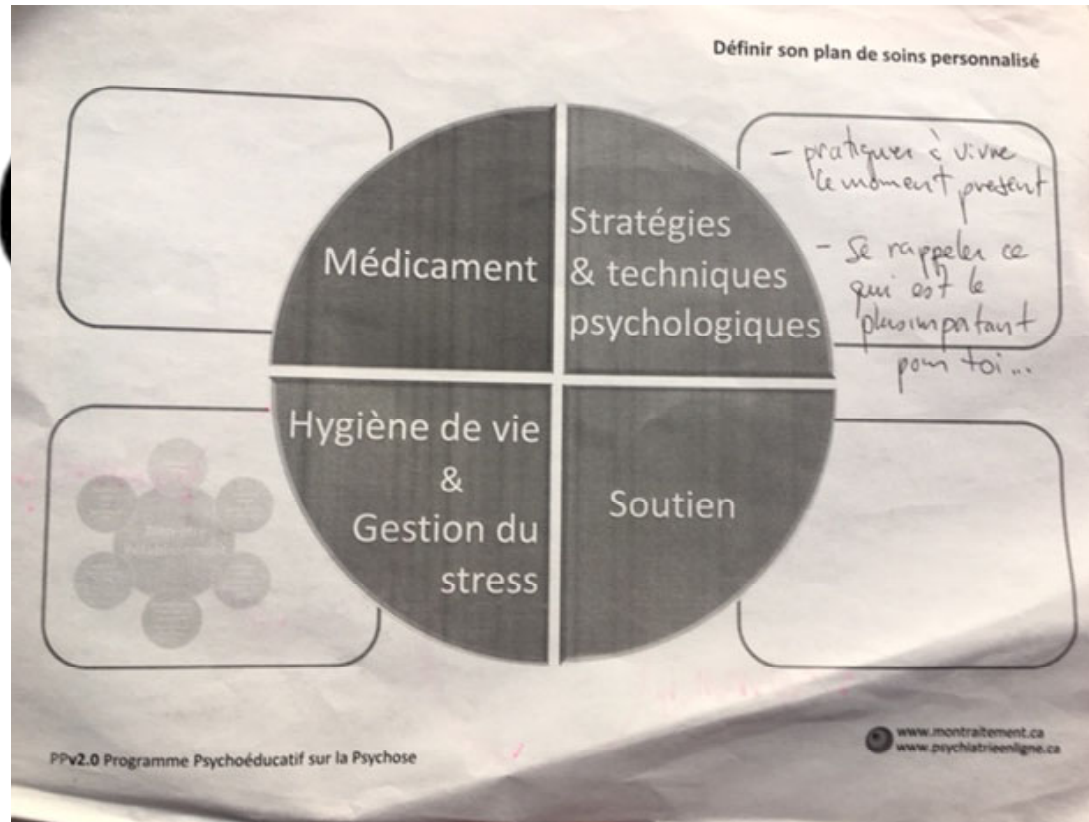 Définir son plan de soins personnalisé
Médicament
Stratégies
& techniques
psychologiques
- pratiquer à vivre
le moment present
- Se rappeler ce
qui est le
plus important
pour toi...
Hygiène de vie
&
Gestion du
stress
Soutien
PPv2.0 Programme Psychoéducatif sur la Psychose
www.montraitement.ca
www.psychiatrieenligne.ca